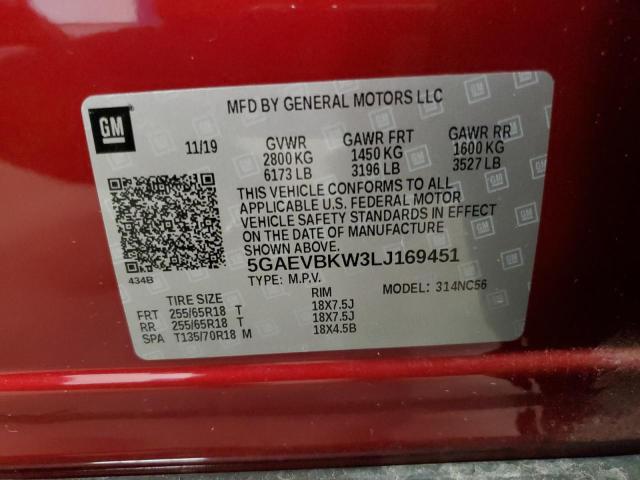 GM
MFD BY GENERAL MOTORS LLC
11/19 GVWR GAWR FRT GAWR RR
2800 KG 1450 KG 1600 KG
6173 LB 3196 LB 3527 LB
THIS VEHICLE CONFORMS TO ALL
APPLICABLE U.S. FEDERAL MOTOR
VEHICLE SAFETY STANDARDS IN
EFFECT ON THE DATE OF MANUFACTURE
SHOWN ABOVE.
5GAEVBKW3LJ169451
434B TYPE: M.P.V. MODEL: 314NC56
TIRE SIZE RIM
FRT 255/65R18 T 18X7.5J
RR 255/65R18 T 18X7.5J
SPA T135/70R18 M 18X4.5B